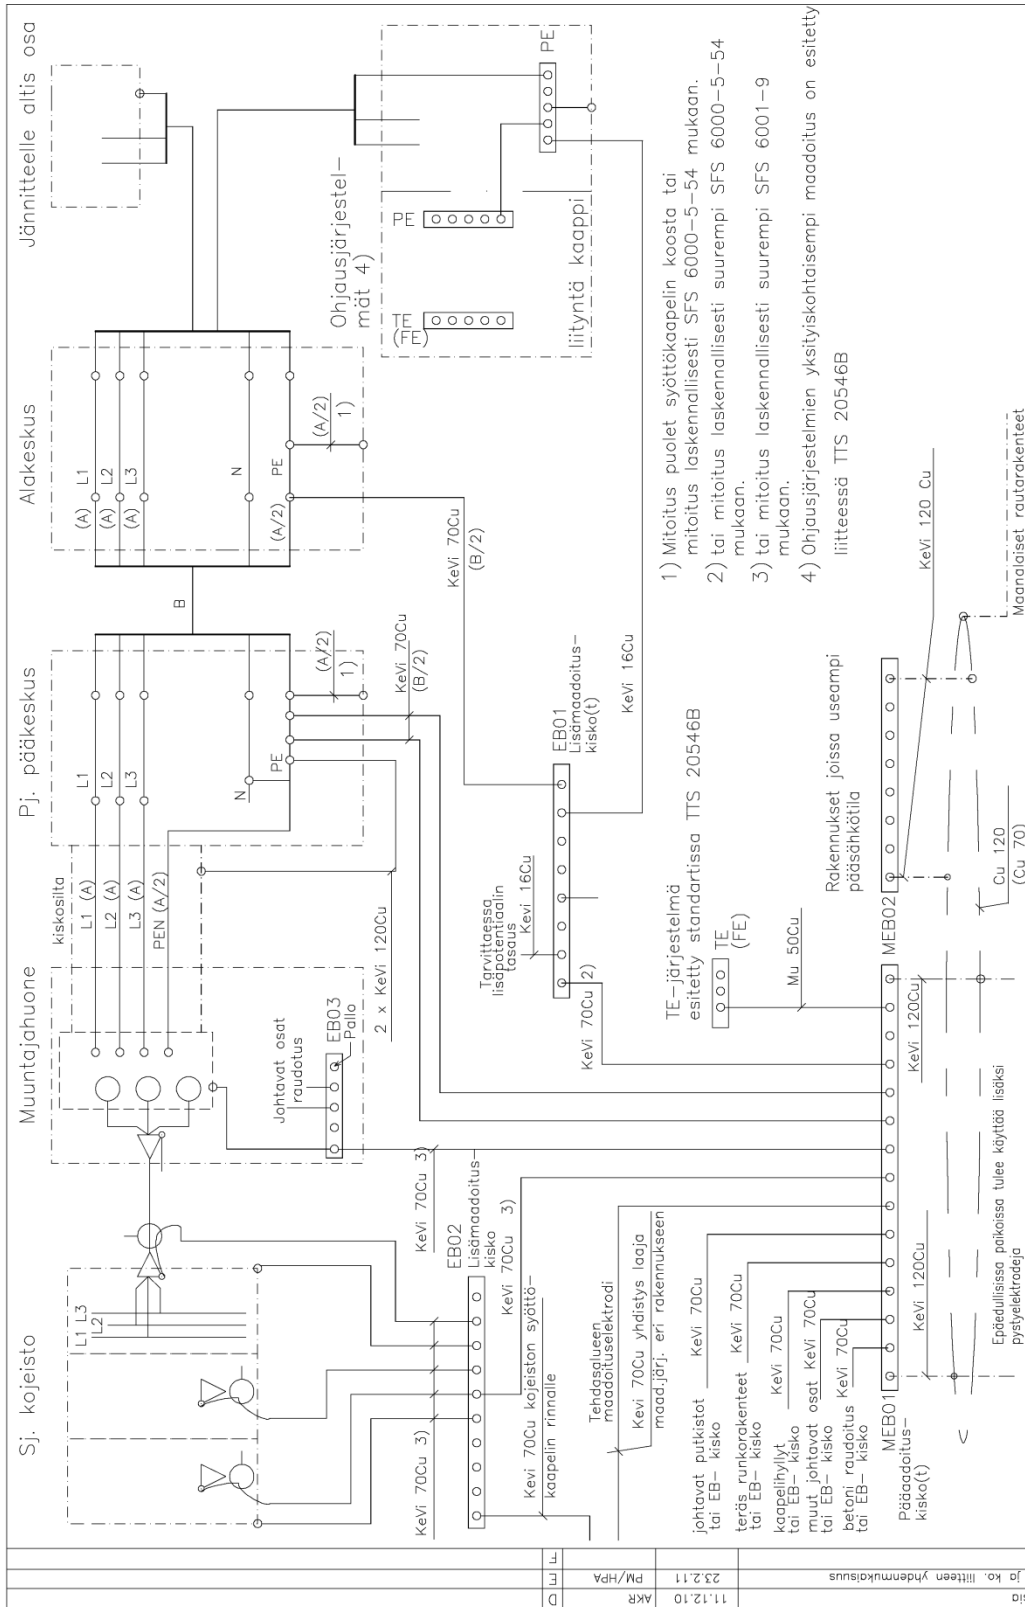 Sj. kojeisto
Muuntajahuone
Pj. pääkeskus
Alakeskus
Jännitteelle altis osa
L1
L2
L3
kiskosilta
L1 (A)
L2 (A)
L3 (A)
PEN (A/2)
L1
L2
L3
N
PE
(A/2)
1)
B
(A) L1
(A) L2
(A) L3
N
PE
(A/2)
(A/2)
1)
Ohjausjärjestel-
mät 4)
TE
(FE)
PE
PE
liityntä kaappi
Johtavat osat
raudotus
EB03
Pallo
2 x KeVi 120Cu
KeVi 70Cu
(B/2)
KeVi 70Cu
(B/2)
KeVi 70Cu 3)
KeVi 70Cu 3)
EB02
Lisämaadoitus-
kisko
KeVi 70Cu 3)
Kevi 70Cu kojeiston syöttö-
kaapelin rinnalle
Tarvittaessa
lisäpotentiaalin
tasaus
Kevi 16Cu
EB01
Lisämaadoitus-
kisko(t)
KeVi 16Cu
KeVi 70Cu 2)
1) Mitoitus puolet syöttökaapelin koosta tai
mitoitus laskennallisesti SFS 6000-5-54 mukaan.
2) tai mitoitus laskennallisesti suurempi SFS 6000-5-54
mukaan.
3) tai mitoitus laskennallisesti suurempi SFS 6001-9
mukaan.
4) Ohjausjärjestelmien yksityiskohtaisempi maadoitus on esitetty
liitteessä TTS 20546B
Tehdasalueen
maadoituselektrodi
Kevi 70Cu yhdistys laaja
maad.järj. eri rakennukseen
TE-järjestelmä
esitetty standartissa TTS 20546B
TE
(FE)
Mu 50Cu
johtavat putkistot KeVi 70Cu
tai EB- kisko
teräs runkorakenteet KeVi 70Cu
tai EB- kisko
kaapelihyllyt KeVi 70Cu
tai EB- kisko
muut johtavat osat KeVi 70Cu
tai EB- kisko
betoni raudoitus KeVi 70Cu
tai EB- kisko
MEB01
Pääaadoitus-
kisko(t)
KeVi 120Cu
KeVi 120Cu
MEB02
Rakennukset joissa useampi
pääsähkötila
KeVi 120 Cu
Epäedullisissa paikoissa tulee käyttää lisäksi
pystyelektrodeja
Cu 120
(Cu 70)
Maanalaiset rautarakenteet
F
E PM/HPA 23.2.11 ja ko. liitteen yhdenmukaisuus
D AKR 11.12.10